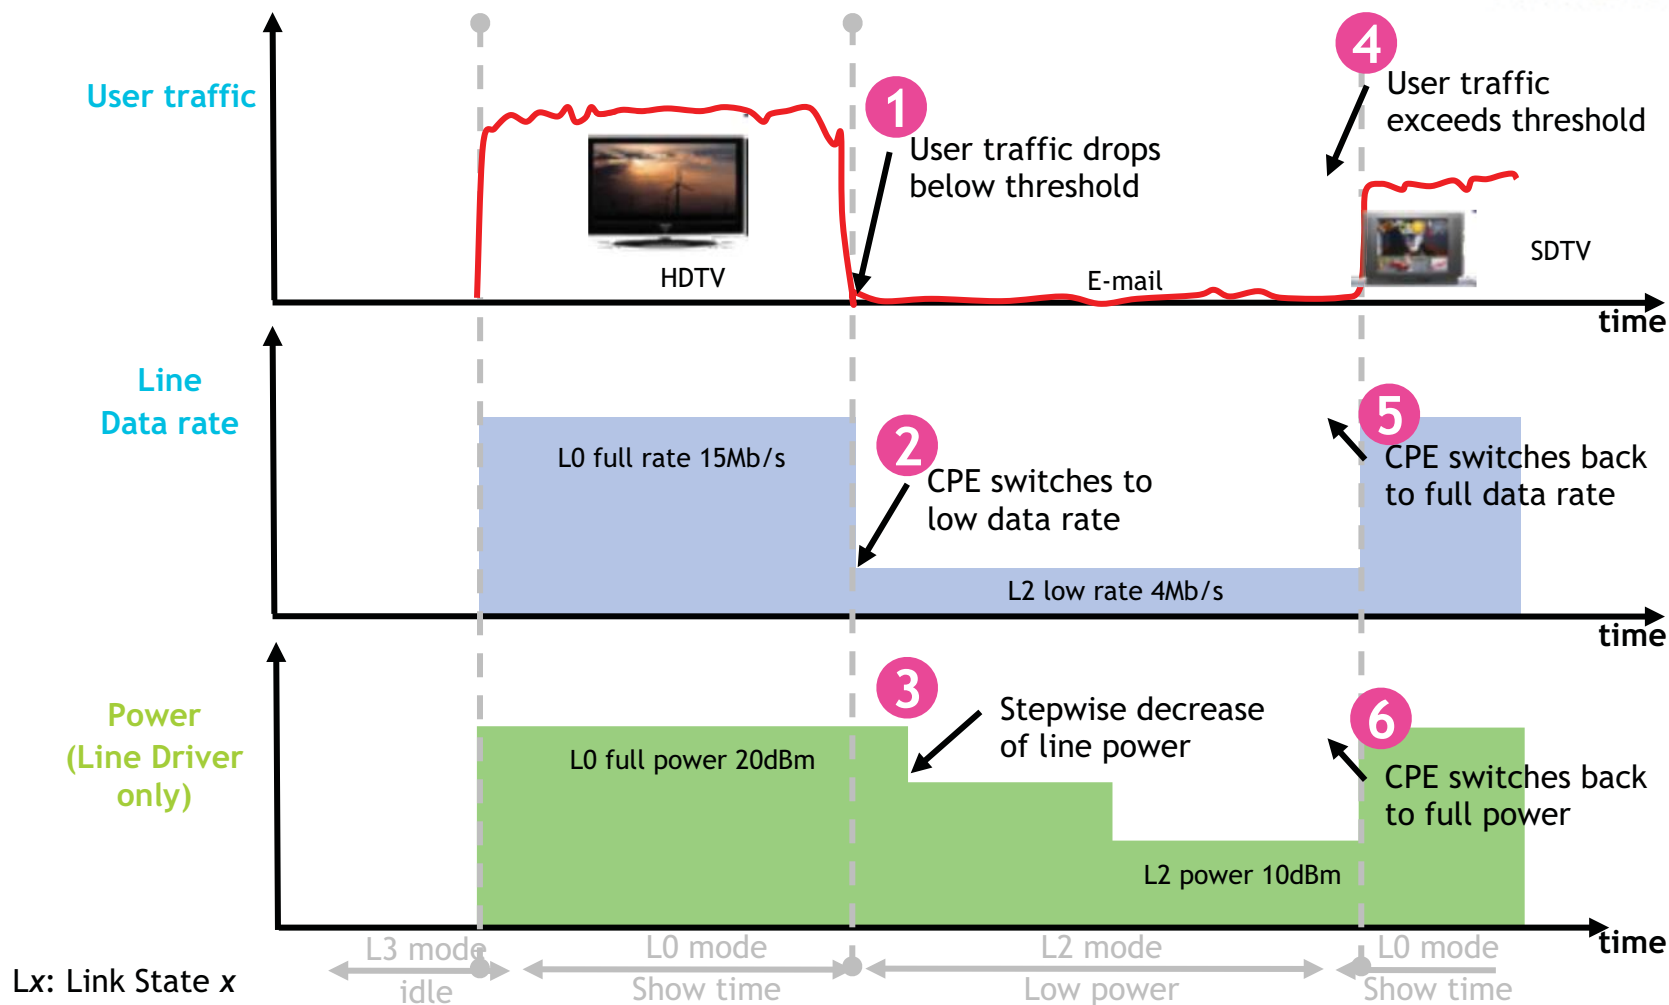 4
User traffic
1
User traffic
exceeds threshold
User traffic drops
below threshold
HDTV
E-mail
SDTV
time
Line
Data rate
L0 full rate 15Mb/s
2
CPE switches to
low data rate
5
CPE switches back
to full data rate
L2 low rate 4Mb/s
time
Power
(Line Driver
only)
L0 full power 20dBm
3
Stepwise decrease
of line power
6
CPE switches back
to full power
L2 power 10dBm
time
L3 mode
idle
L0 mode
Show time
L2 mode
Low power
L0 mode
Show time
Lx: Link State x